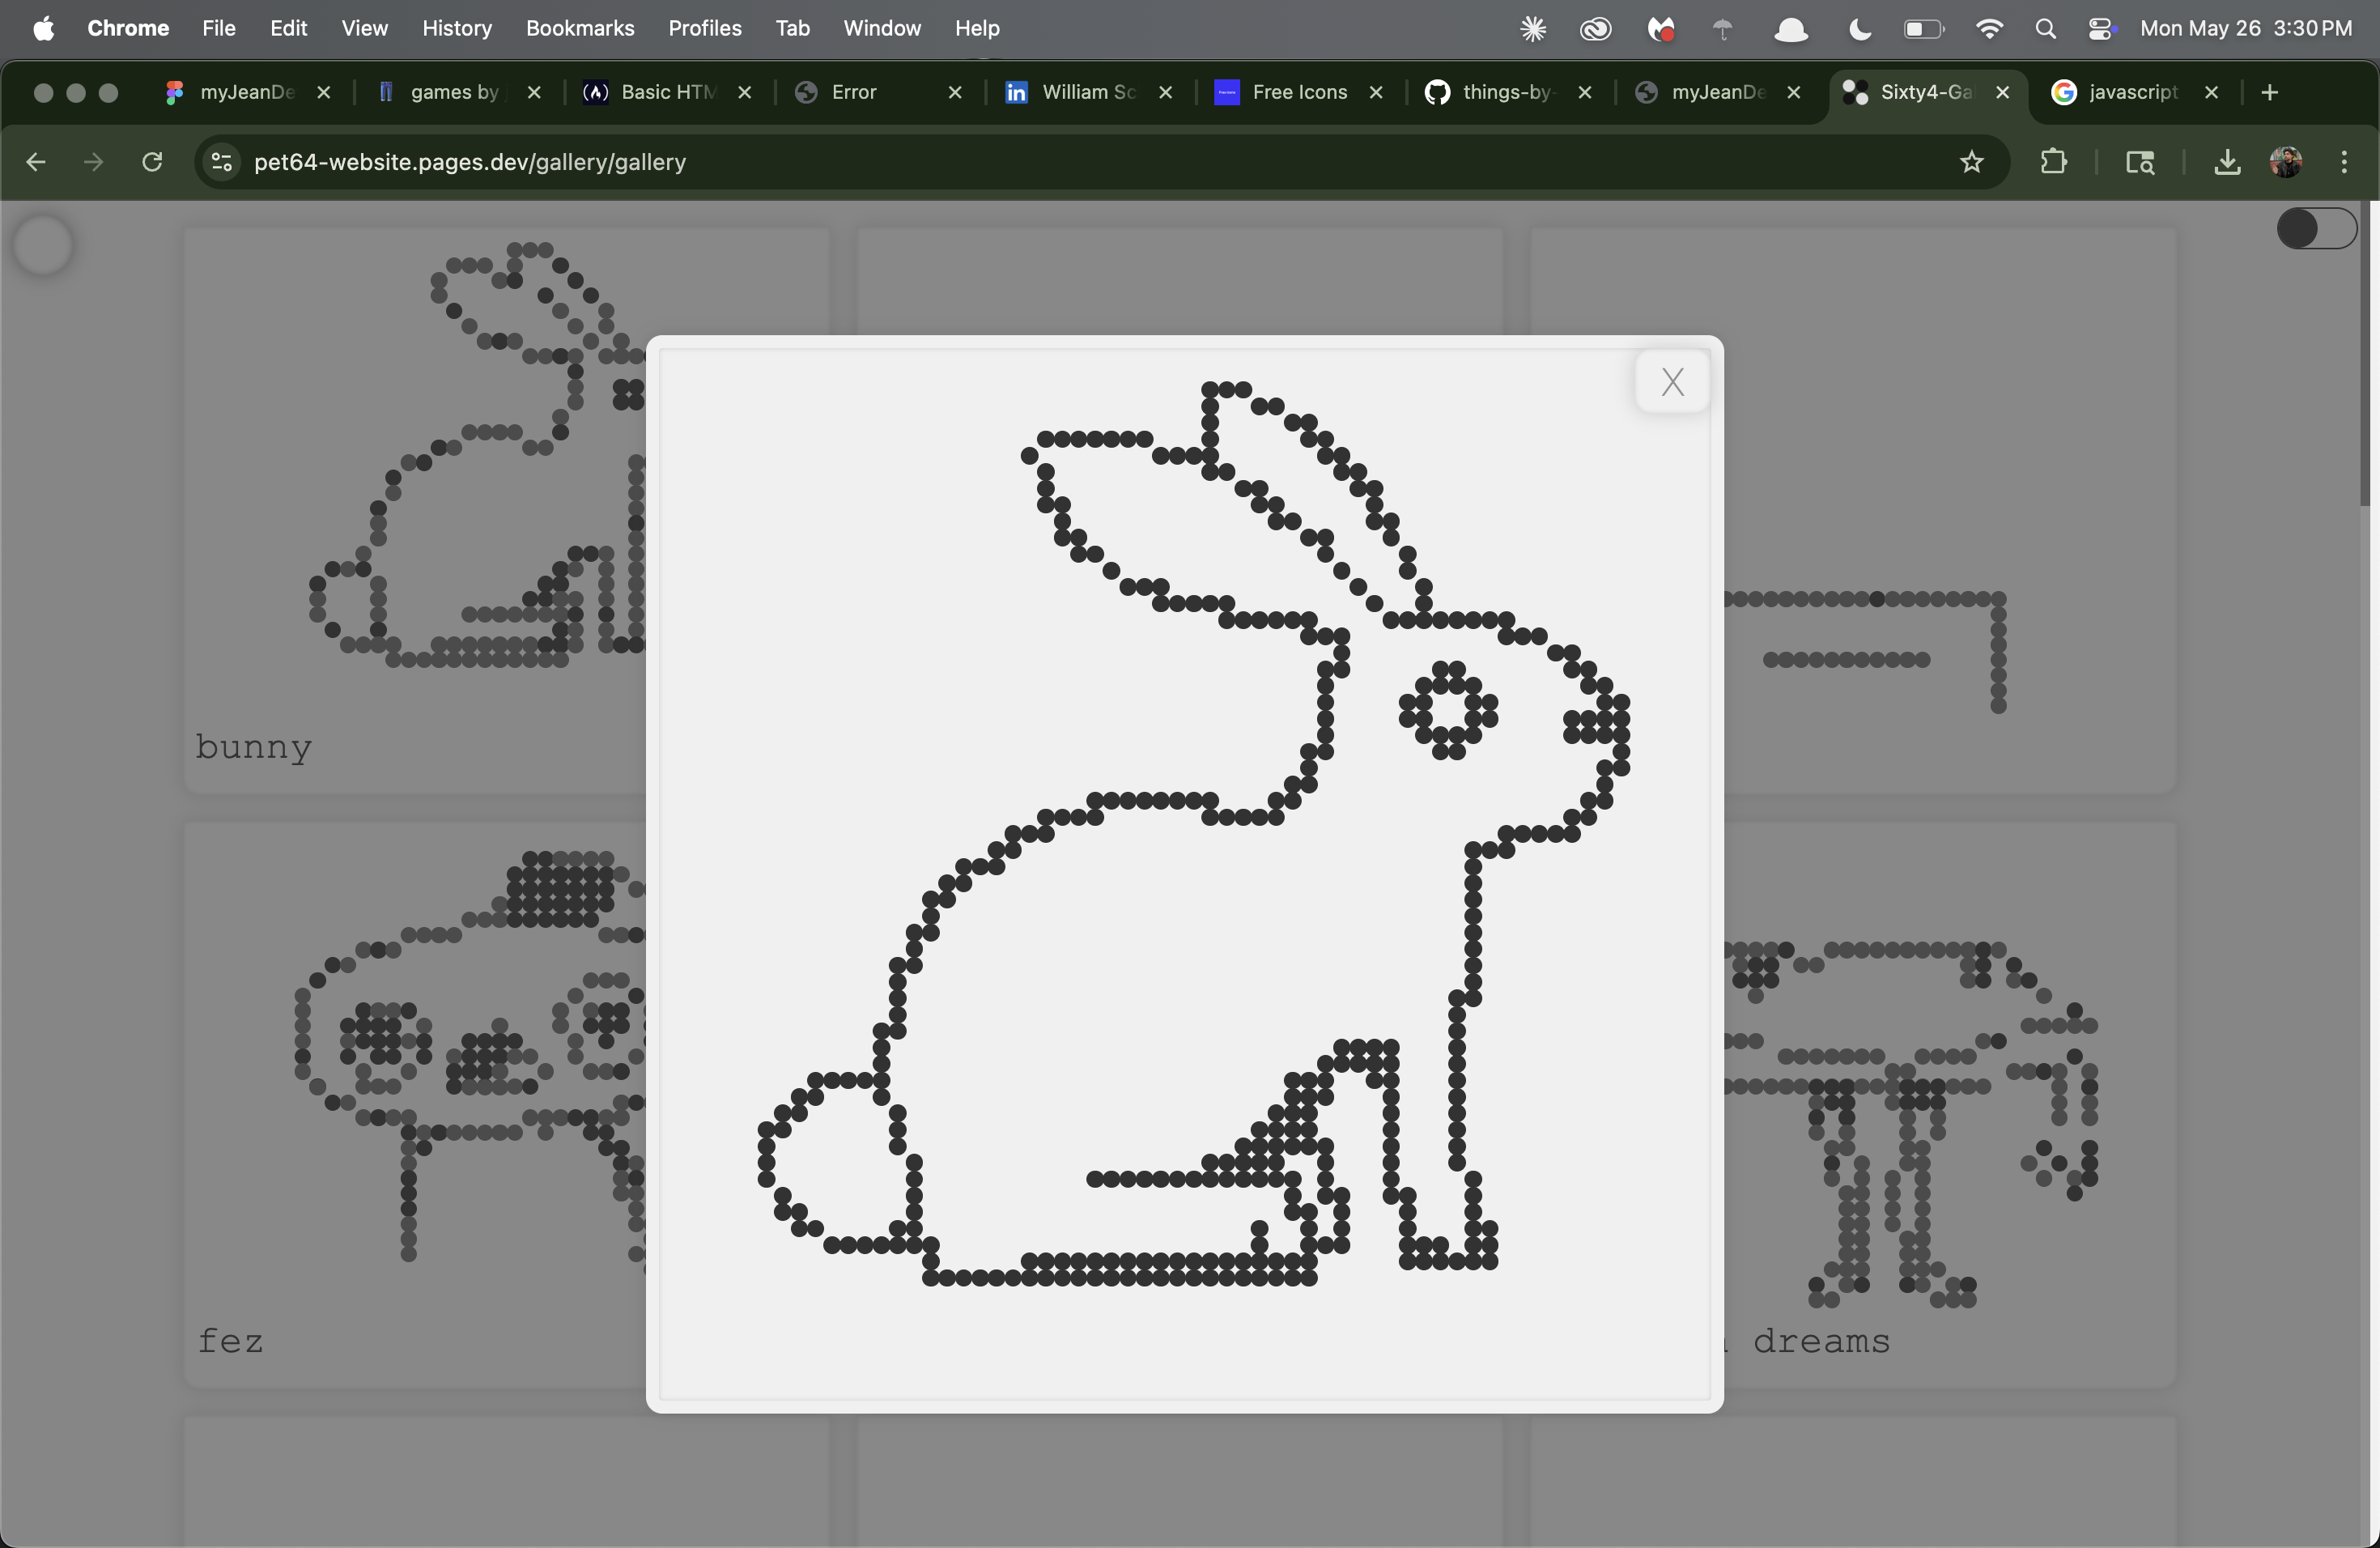 Chrome File Edit View History Bookmarks Profiles Tab Window Help Mon May 26 3:30 PM
myJeanDe games by Basic HTM Error William Sc Free Icons things-by- myJeanDe Sixty4-Ga javascript
pet64-website.pages.dev/gallery/gallery
X
bunny
fez
dreams